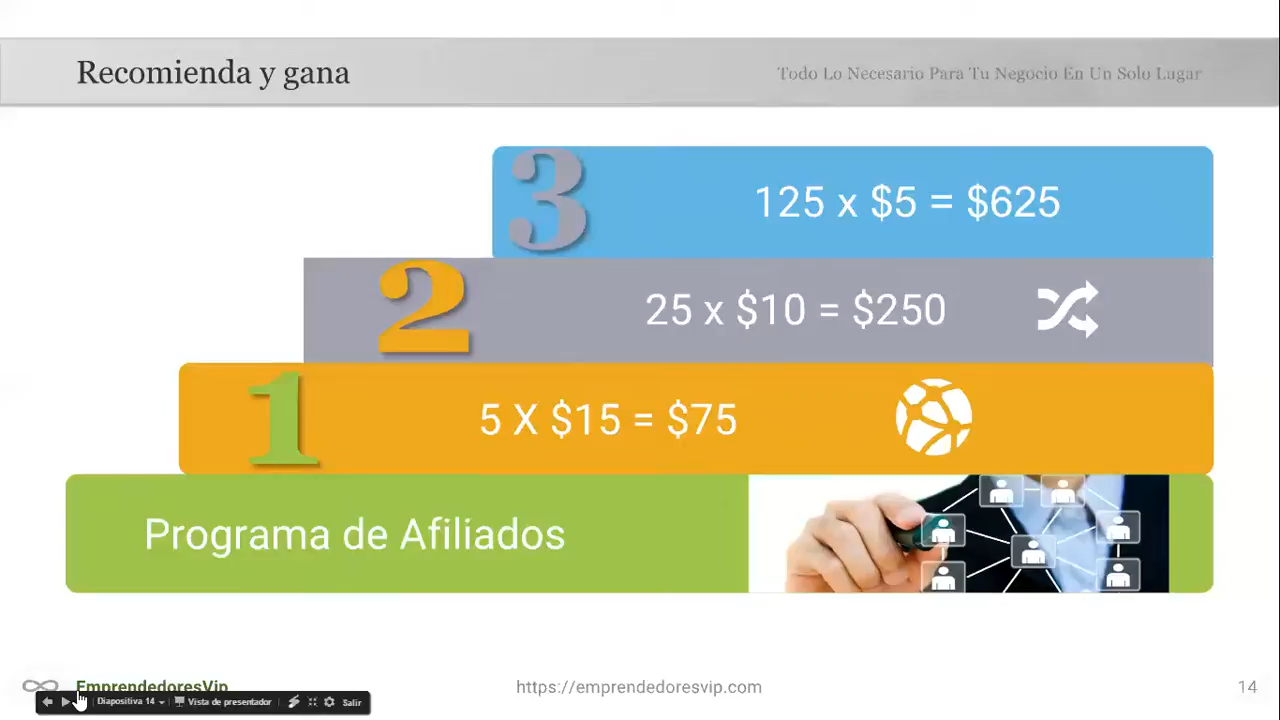 Recomienda y gana
Todo Lo Necesario Para Tu Negocio En Un Solo Lugar
3
125 x $5 = $625
2
25 x $10 = $250
1
5 X $15 = $75
Programa de Afiliados
EmprendedoresVip
https://emprendedoresvip.com
14
Diapositiva 14
Vista de presentador
Salir